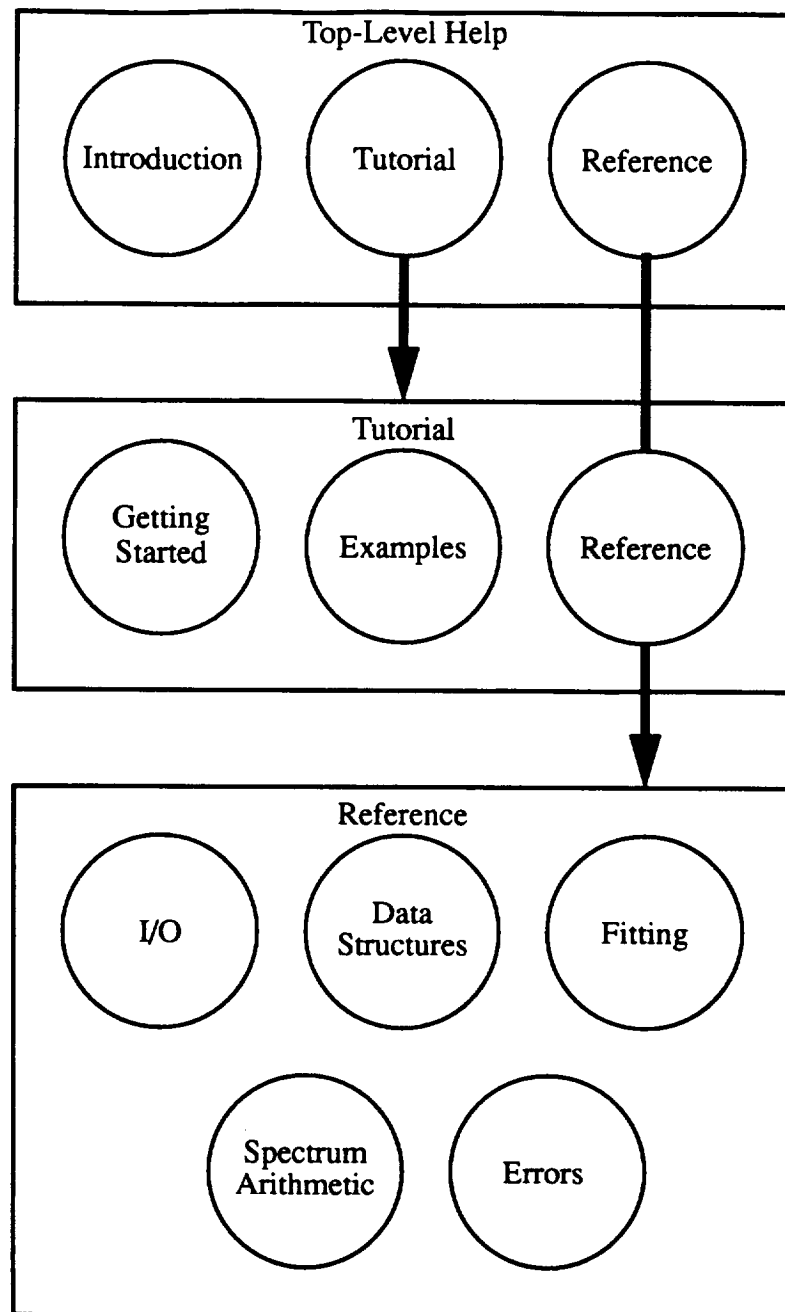 Top-Level Help
Introduction
Tutorial
Reference
Tutorial
Getting
Started
Examples
Reference
Reference
I/O
Data
Structures
Fitting
Spectrum
Arithmetic
Errors